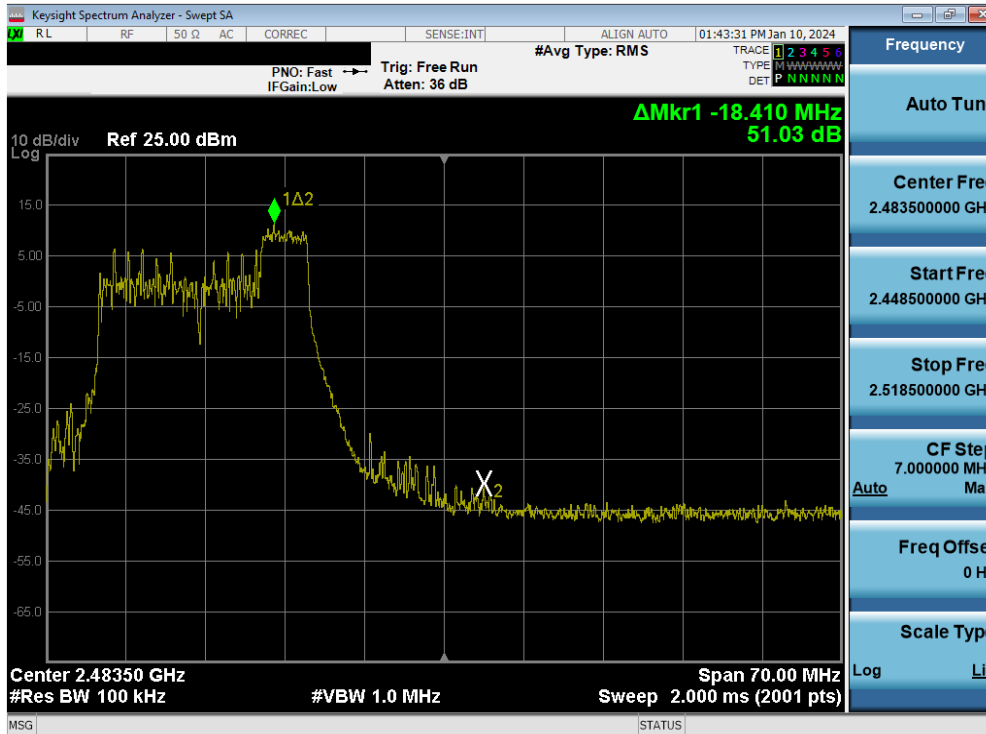 Keysight Spectrum Analyzer - Swept SA
LXI RL RF 50 Ω AC CORREC SENSE:INT ALIGN AUTO 01:43:31 PM Jan 10, 2024
#Avg Type: RMS
TRACE 1 2 3 4 5 6
PNO: Fast Trig: Free Run TYPE M WWWWW
IFGain:Low Atten: 36 dB DET P N N N N N
ΔMkr1 -18.410 MHz
51.03 dB
10 dB/div Ref 25.00 dBm
Log
1Δ2
15.0
5.00
-5.00
-15.0
-25.0
-35.0
X2
-45.0
-55.0
-65.0
Center 2.48350 GHz Span 70.00 MHz
#Res BW 100 kHz #VBW 1.0 MHz Sweep 2.000 ms (2001 pts)
MSG STATUS
Frequency
Auto Tun
Center Fre
2.483500000 GH
Start Fre
2.448500000 GH
Stop Fre
2.518500000 GH
CF Ste
7.000000 MH
Auto Ma
Freq Offse
0 H
Scale Typ
Log Li